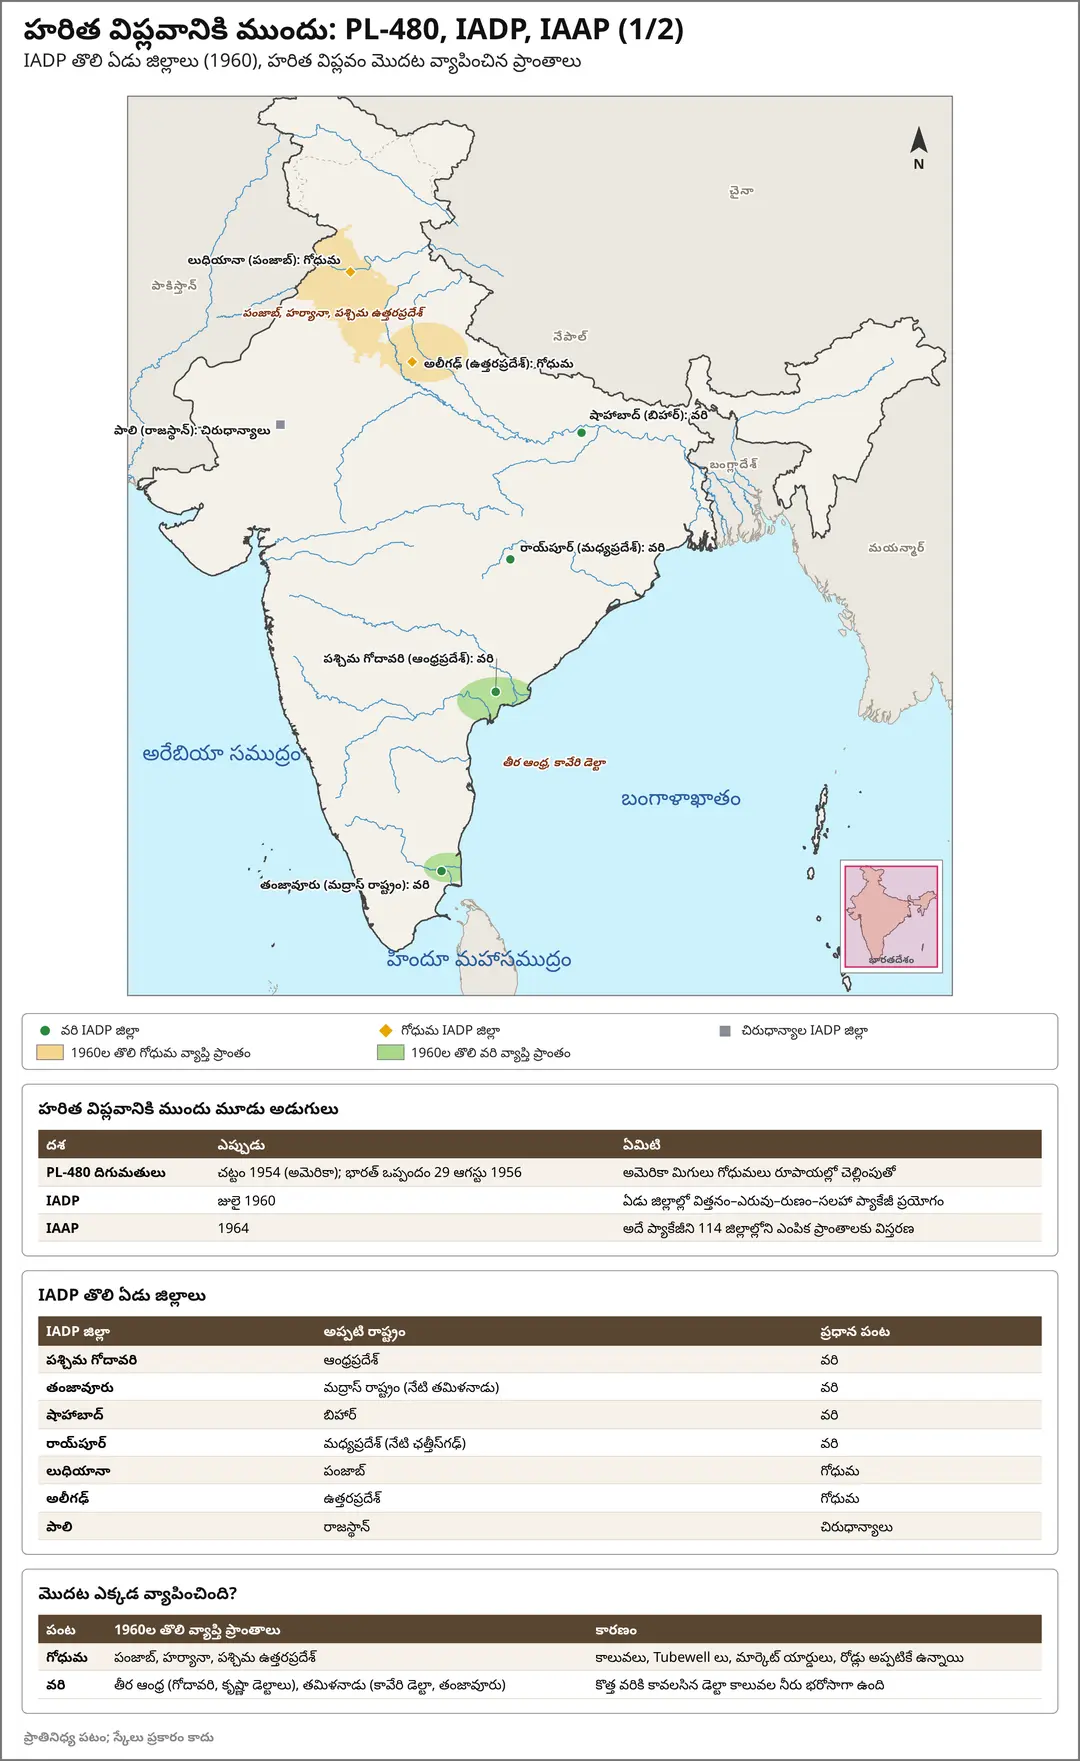 హరిత విప్లవానికి ముందు: PL-480, IADP, IAAP (1/2)
IADP తొలి ఏడు జిల్లాలు (1960), హరిత విప్లవం మొదట వ్యాపించిన ప్రాంతాలు
N
చైనా
లుధియానా (పంజాబ్): గోధుమ
పాకిస్తాన్
పంజాబ్, హర్యానా, పశ్చిమ ఉత్తరప్రదేశ్
నేపాల్
అలీగఢ్ (ఉత్తరప్రదేశ్): గోధుమ
షాహాబాద్ (బిహార్): వరి
పాలి (రాజస్థాన్): చిరుధాన్యాలు
బంగ్లాదేశ్
రాయ్‌పూర్ (మధ్యప్రదేశ్): వరి
మయన్మార్
పశ్చిమ గోదావరి (ఆంధ్రప్రదేశ్): వరి
అరేబియా సముద్రం
తీర ఆంధ్ర, కావేరి డెల్టా
బంగాళాఖాతం
తంజావూరు (మద్రాస్ రాష్ట్రం): వరి
హిందూ మహాసముద్రం
భారతదేశం
వరి IADP జిల్లా
గోధుమ IADP జిల్లా
చిరుధాన్యాల IADP జిల్లా
1960ల తొలి గోధుమ వ్యాప్తి ప్రాంతం
1960ల తొలి వరి వ్యాప్తి ప్రాంతం
హరిత విప్లవానికి ముందు మూడు అడుగులు
దశ ఎప్పుడు ఏమిటి
PL-480 దిగుమతులు చట్టం 1954 (అమెరికా); భారత్ ఒప్పందం 29 ఆగస్టు 1956 అమెరికా మిగులు గోధుమలు రూపాయల్లో చెల్లింపుతో
IADP జులై 1960 ఏడు జిల్లాల్లో విత్తనం–ఎరువు–రుణం–సలహా ప్యాకేజీ ప్రయోగం
IAAP 1964 అదే ప్యాకేజీని 114 జిల్లాల్లోని ఎంపిక ప్రాంతాలకు విస్తరణ
IADP తొలి ఏడు జిల్లాలు
IADP జిల్లా అప్పటి రాష్ట్రం ప్రధాన పంట
పశ్చిమ గోదావరి ఆంధ్రప్రదేశ్ వరి
తంజావూరు మద్రాస్ రాష్ట్రం (నేటి తమిళనాడు) వరి
షాహాబాద్ బిహార్ వరి
రాయ్‌పూర్ మధ్యప్రదేశ్ (నేటి ఛత్తీస్‌గఢ్) వరి
లుధియానా పంజాబ్ గోధుమ
అలీగఢ్ ఉత్తరప్రదేశ్ గోధుమ
పాలి రాజస్థాన్ చిరుధాన్యాలు
మొదట ఎక్కడ వ్యాపించింది?
పంట 1960ల తొలి వ్యాప్తి ప్రాంతాలు కారణం
గోధుమ పంజాబ్, హర్యానా, పశ్చిమ ఉత్తరప్రదేశ్ కాలువలు, Tubewell లు, మార్కెట్ యార్డులు, రోడ్లు అప్పటికే ఉన్నాయి
వరి తీర ఆంధ్ర (గోదావరి, కృష్ణా డెల్టాలు), తమిళనాడు (కావేరి డెల్టా, తంజావూరు) కొత్త వరికి కావలసిన డెల్టా కాలువల నీరు భరోసాగా ఉంది
ప్రాతినిధ్య పటం; స్కేలు ప్రకారం కాదు